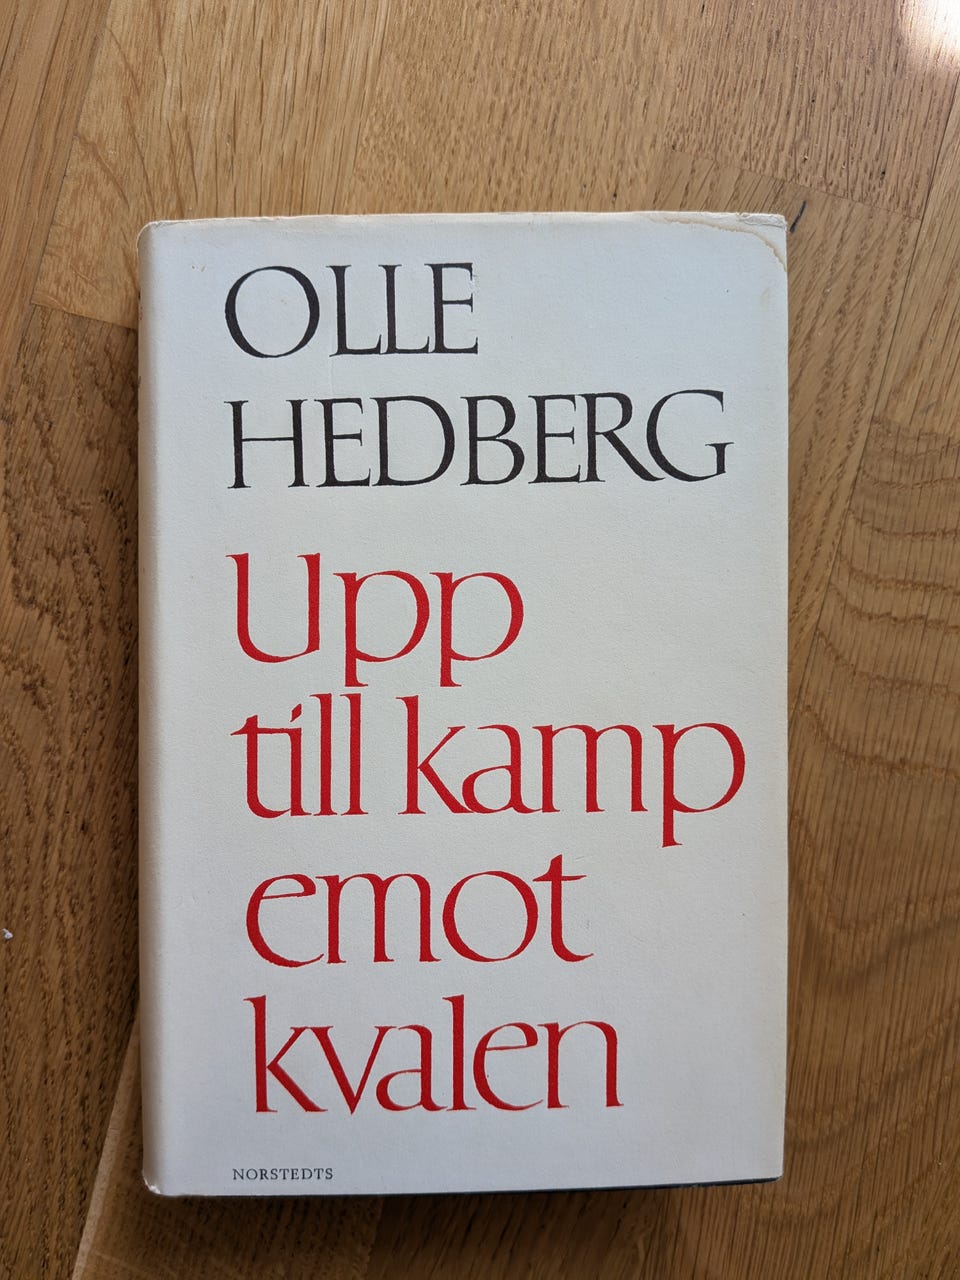 OLLE
HEDBERG
Upp
till kamp
emot
kvalen
NORSTEDTS